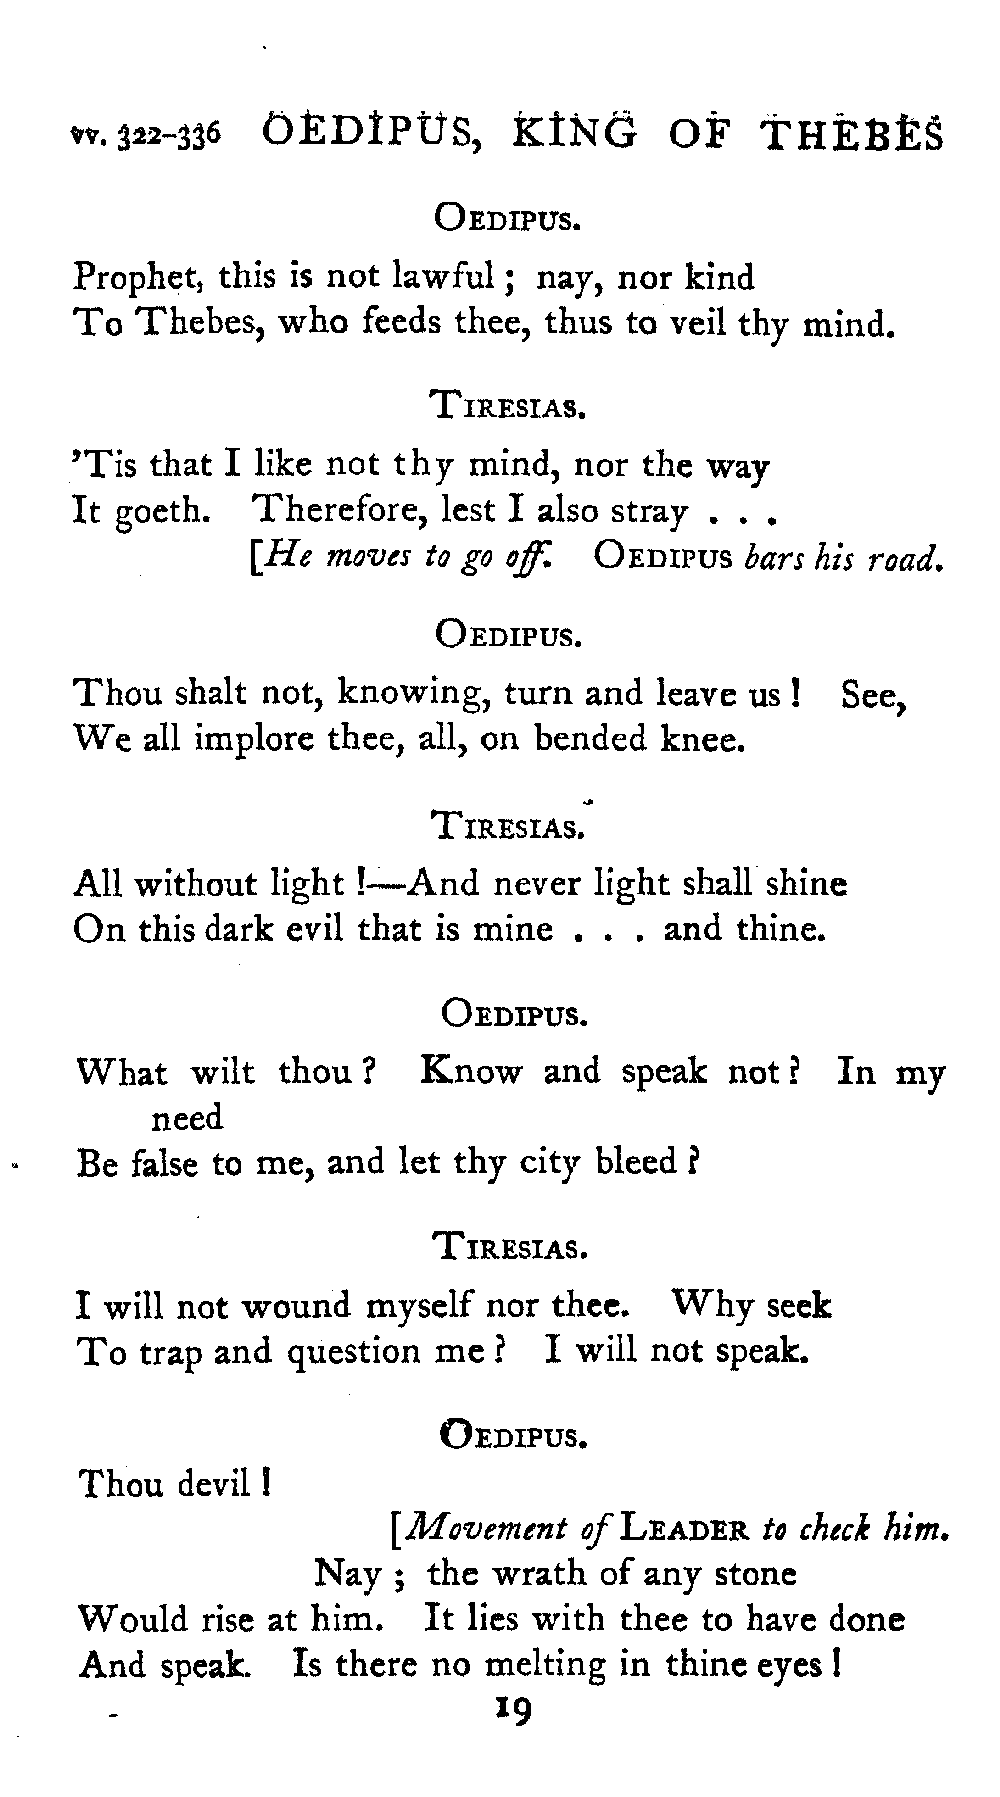 vv. 322–336 OEDIPUS, KING OF THEBES
OEDIPUS.
Prophet, this is not lawful; nay, nor kind
To Thebes, who feeds thee, thus to veil thy mind.
TIRESIAS.
'Tis that I like not thy mind, nor the way
It goeth. Therefore, lest I also stray . . .
[He moves to go off. OEDIPUS bars his road.
OEDIPUS.
Thou shalt not, knowing, turn and leave us! See,
We all implore thee, all, on bended knee.
TIRESIAS.
All without light!—And never light shall shine
On this dark evil that is mine . . . and thine.
OEDIPUS.
What wilt thou? Know and speak not? In my
need
Be false to me, and let thy city bleed?
TIRESIAS.
I will not wound myself nor thee. Why seek
To trap and question me? I will not speak.
OEDIPUS.
Thou devil!
[Movement of LEADER to check him.
Nay; the wrath of any stone
Would rise at him. It lies with thee to have done
And speak. Is there no melting in thine eyes!
19